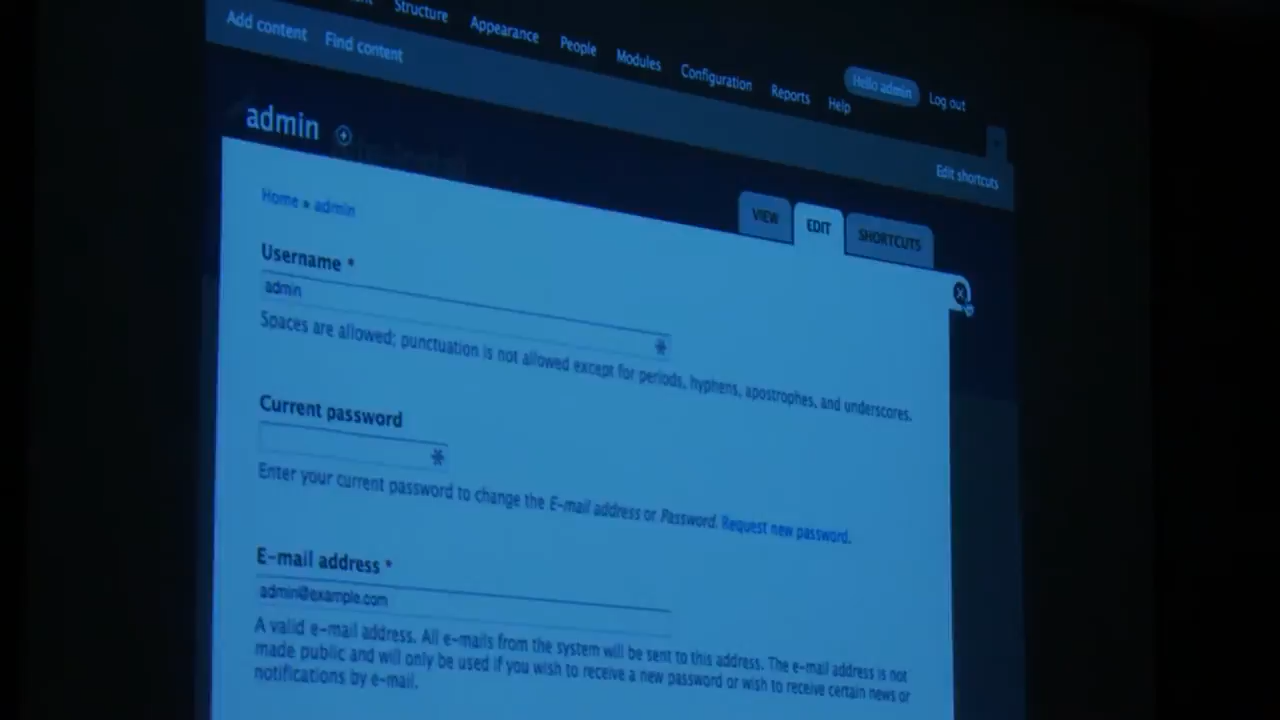 Structure Appearance People Modules Configuration Reports Help Hello admin Log out
Add content Find content
Edit shortcuts
admin
VIEW EDIT SHORTCUTS
Home » admin
Username *
admin
Spaces are allowed; punctuation is not allowed except for periods, hyphens, apostrophes, and underscores.
Current password
Enter your current password to change the E-mail address or Password. Request new password.
E-mail address *
admin@example.com
A valid e-mail address. All e-mails from the system will be sent to this address. The e-mail address is not
made public and will only be used if you wish to receive a new password or wish to receive certain news or
notifications by e-mail.